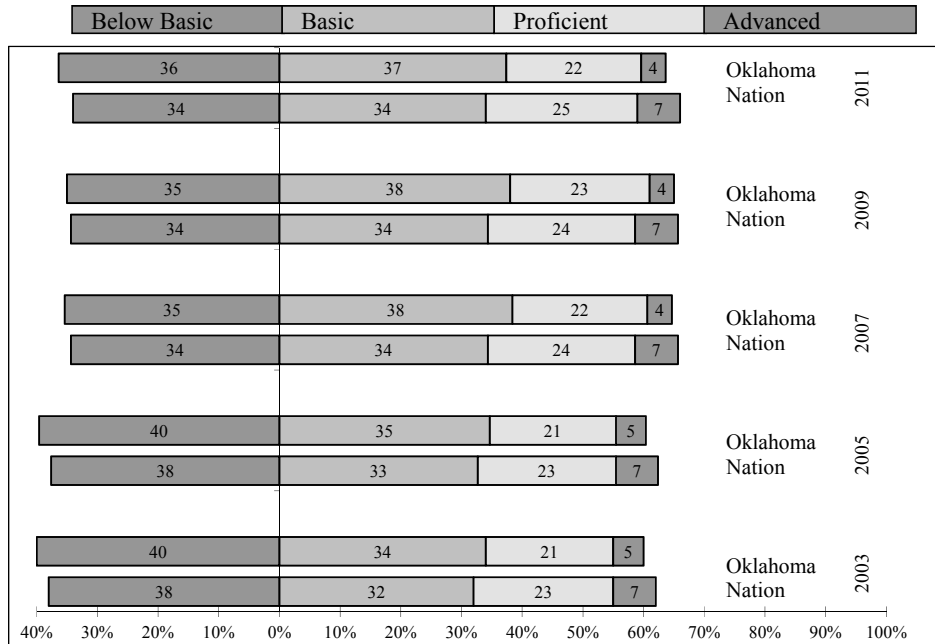 Below Basic Basic Proficient Advanced
36 37 22 4 Oklahoma
34 34 25 7 Nation
2011
35 38 23 4 Oklahoma
34 34 24 7 Nation
2009
35 38 22 4 Oklahoma
34 34 24 7 Nation
2007
40 35 21 5 Oklahoma
38 33 23 7 Nation
2005
40 34 21 5 Oklahoma
38 32 23 7 Nation
2003
40% 30% 20% 10% 0% 10% 20% 30% 40% 50% 60% 70% 80% 90% 100%